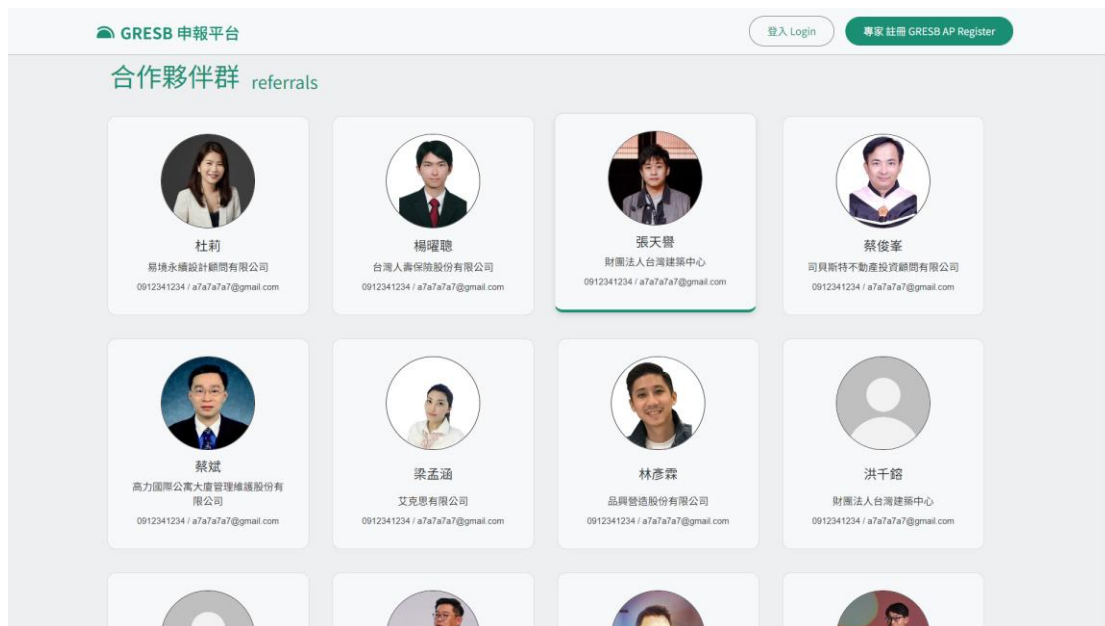 GRESB 申報平台
登入 Login
專家 註冊 GRESB AP Register
合作夥伴群 referrals
杜莉
易境永續設計顧問有限公司
0912341234 / a7a7a7a7@gmail.com
楊曜聰
台灣人壽保險股份有限公司
0912341234 / a7a7a7a7@gmail.com
張天譽
財團法人台灣建築中心
0912341234 / a7a7a7a7@gmail.com
蔡俊峯
司貝斯特不動產投資顧問有限公司
0912341234 / a7a7a7a7@gmail.com
蔡斌
高力國際公寓大廈管理維護股份有
限公司
0912341234 / a7a7a7a7@gmail.com
梁孟涵
艾克思有限公司
0912341234 / a7a7a7a7@gmail.com
林彥霖
品興營造股份有限公司
0912341234 / a7a7a7a7@gmail.com
洪千鎔
財團法人台灣建築中心
0912341234 / a7a7a7a7@gmail.com